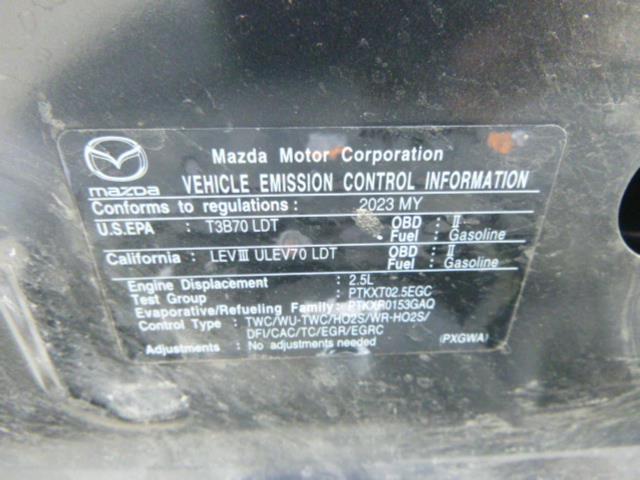 Mazda Motor Corporation
mazda VEHICLE EMISSION CONTROL INFORMATION
Conforms to regulations : 2023 MY
U.S.EPA : T3B70 LDT OBD : II
Fuel : Gasoline
California : LEVIII ULEV70 LDT OBD : II
Fuel : Gasoline
Engine Displacement : 2.5L
Test Group : PTKXT02.5EGC
Evaporative/Refueling Family: PTKXR0153GAQ
Control Type : TWC/WU-TWC/HO2S/WR-HO2S/
DFI/CAC/TC/EGR/EGRC
Adjustments : No adjustments needed (PXGWA)